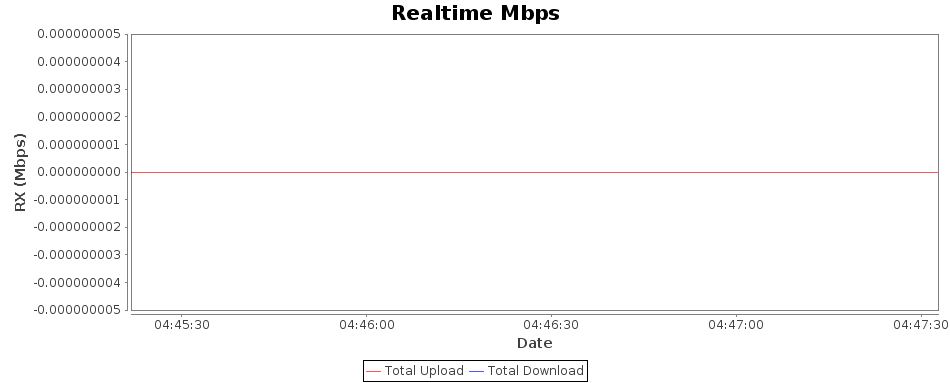 Realtime Mbps
RX (Mbps)
0.000000005
0.000000004
0.000000003
0.000000002
0.000000001
0.000000000
-0.000000001
-0.000000002
-0.000000003
-0.000000004
-0.000000005
04:45:30 04:46:00 04:46:30 04:47:00 04:47:30
Date
Total Upload Total Download